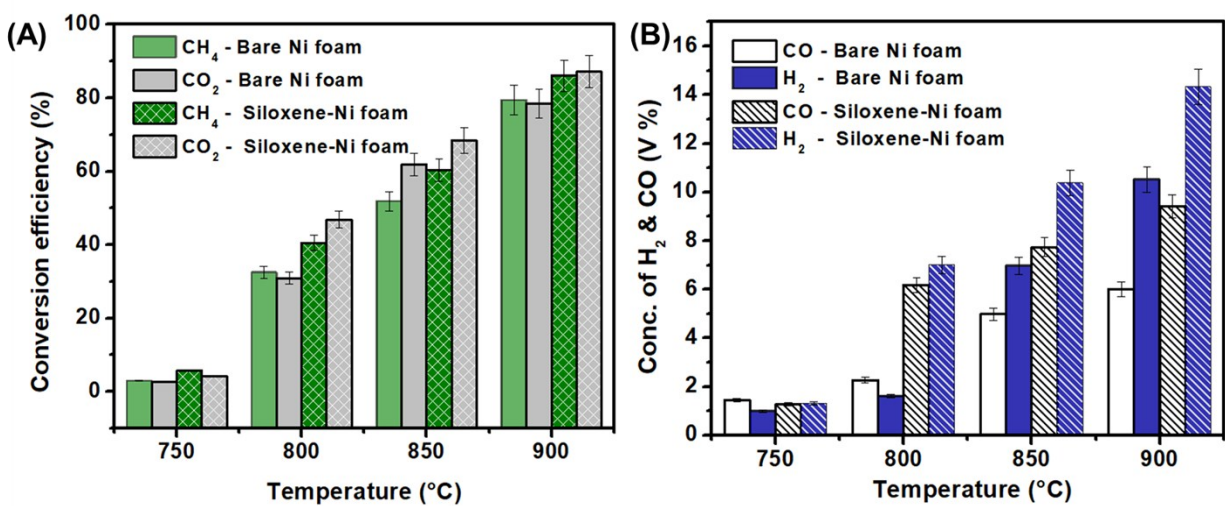 (A)
Conversion efficiency (%)
100
80
60
40
20
0
CH₄ - Bare Ni foam
CO₂ - Bare Ni foam
CH₄ - Siloxene-Ni foam
CO₂ - Siloxene-Ni foam
750 800 850 900
Temperature (°C)
(B)
Conc. of H₂ & CO (V %)
16
14
12
10
8
6
4
2
0
CO - Bare Ni foam
H₂ - Bare Ni foam
CO - Siloxene-Ni foam
H₂ - Siloxene-Ni foam
750 800 850 900
Temperature (°C)